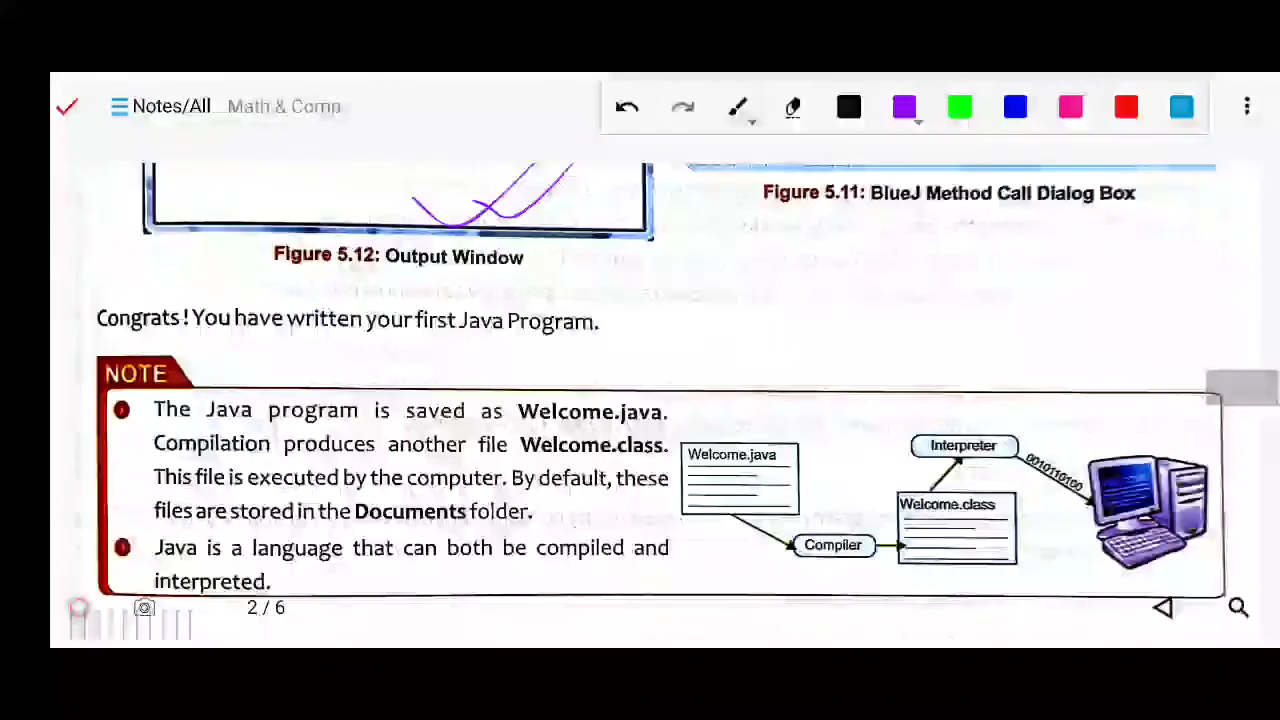 Notes/All Math & Comp
Figure 5.11: BlueJ Method Call Dialog Box
Figure 5.12: Output Window
Congrats! You have written your first Java Program.
NOTE
The Java program is saved as Welcome.java.
Compilation produces another file Welcome.class.
This file is executed by the computer. By default, these
files are stored in the Documents folder.
Java is a language that can both be compiled and
interpreted.
Welcome.java
Compiler
Welcome.class
Interpreter
0010110100
2 / 6